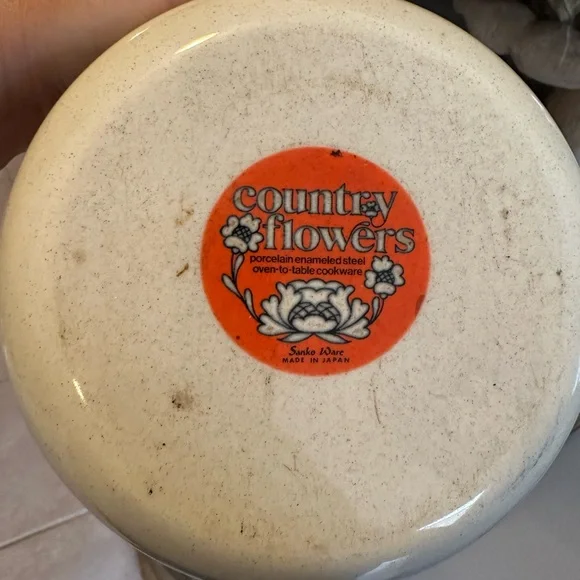 country
flowers
porcelain enameled steel
oven-to-table cookware
Sanko Ware
MADE IN JAPAN